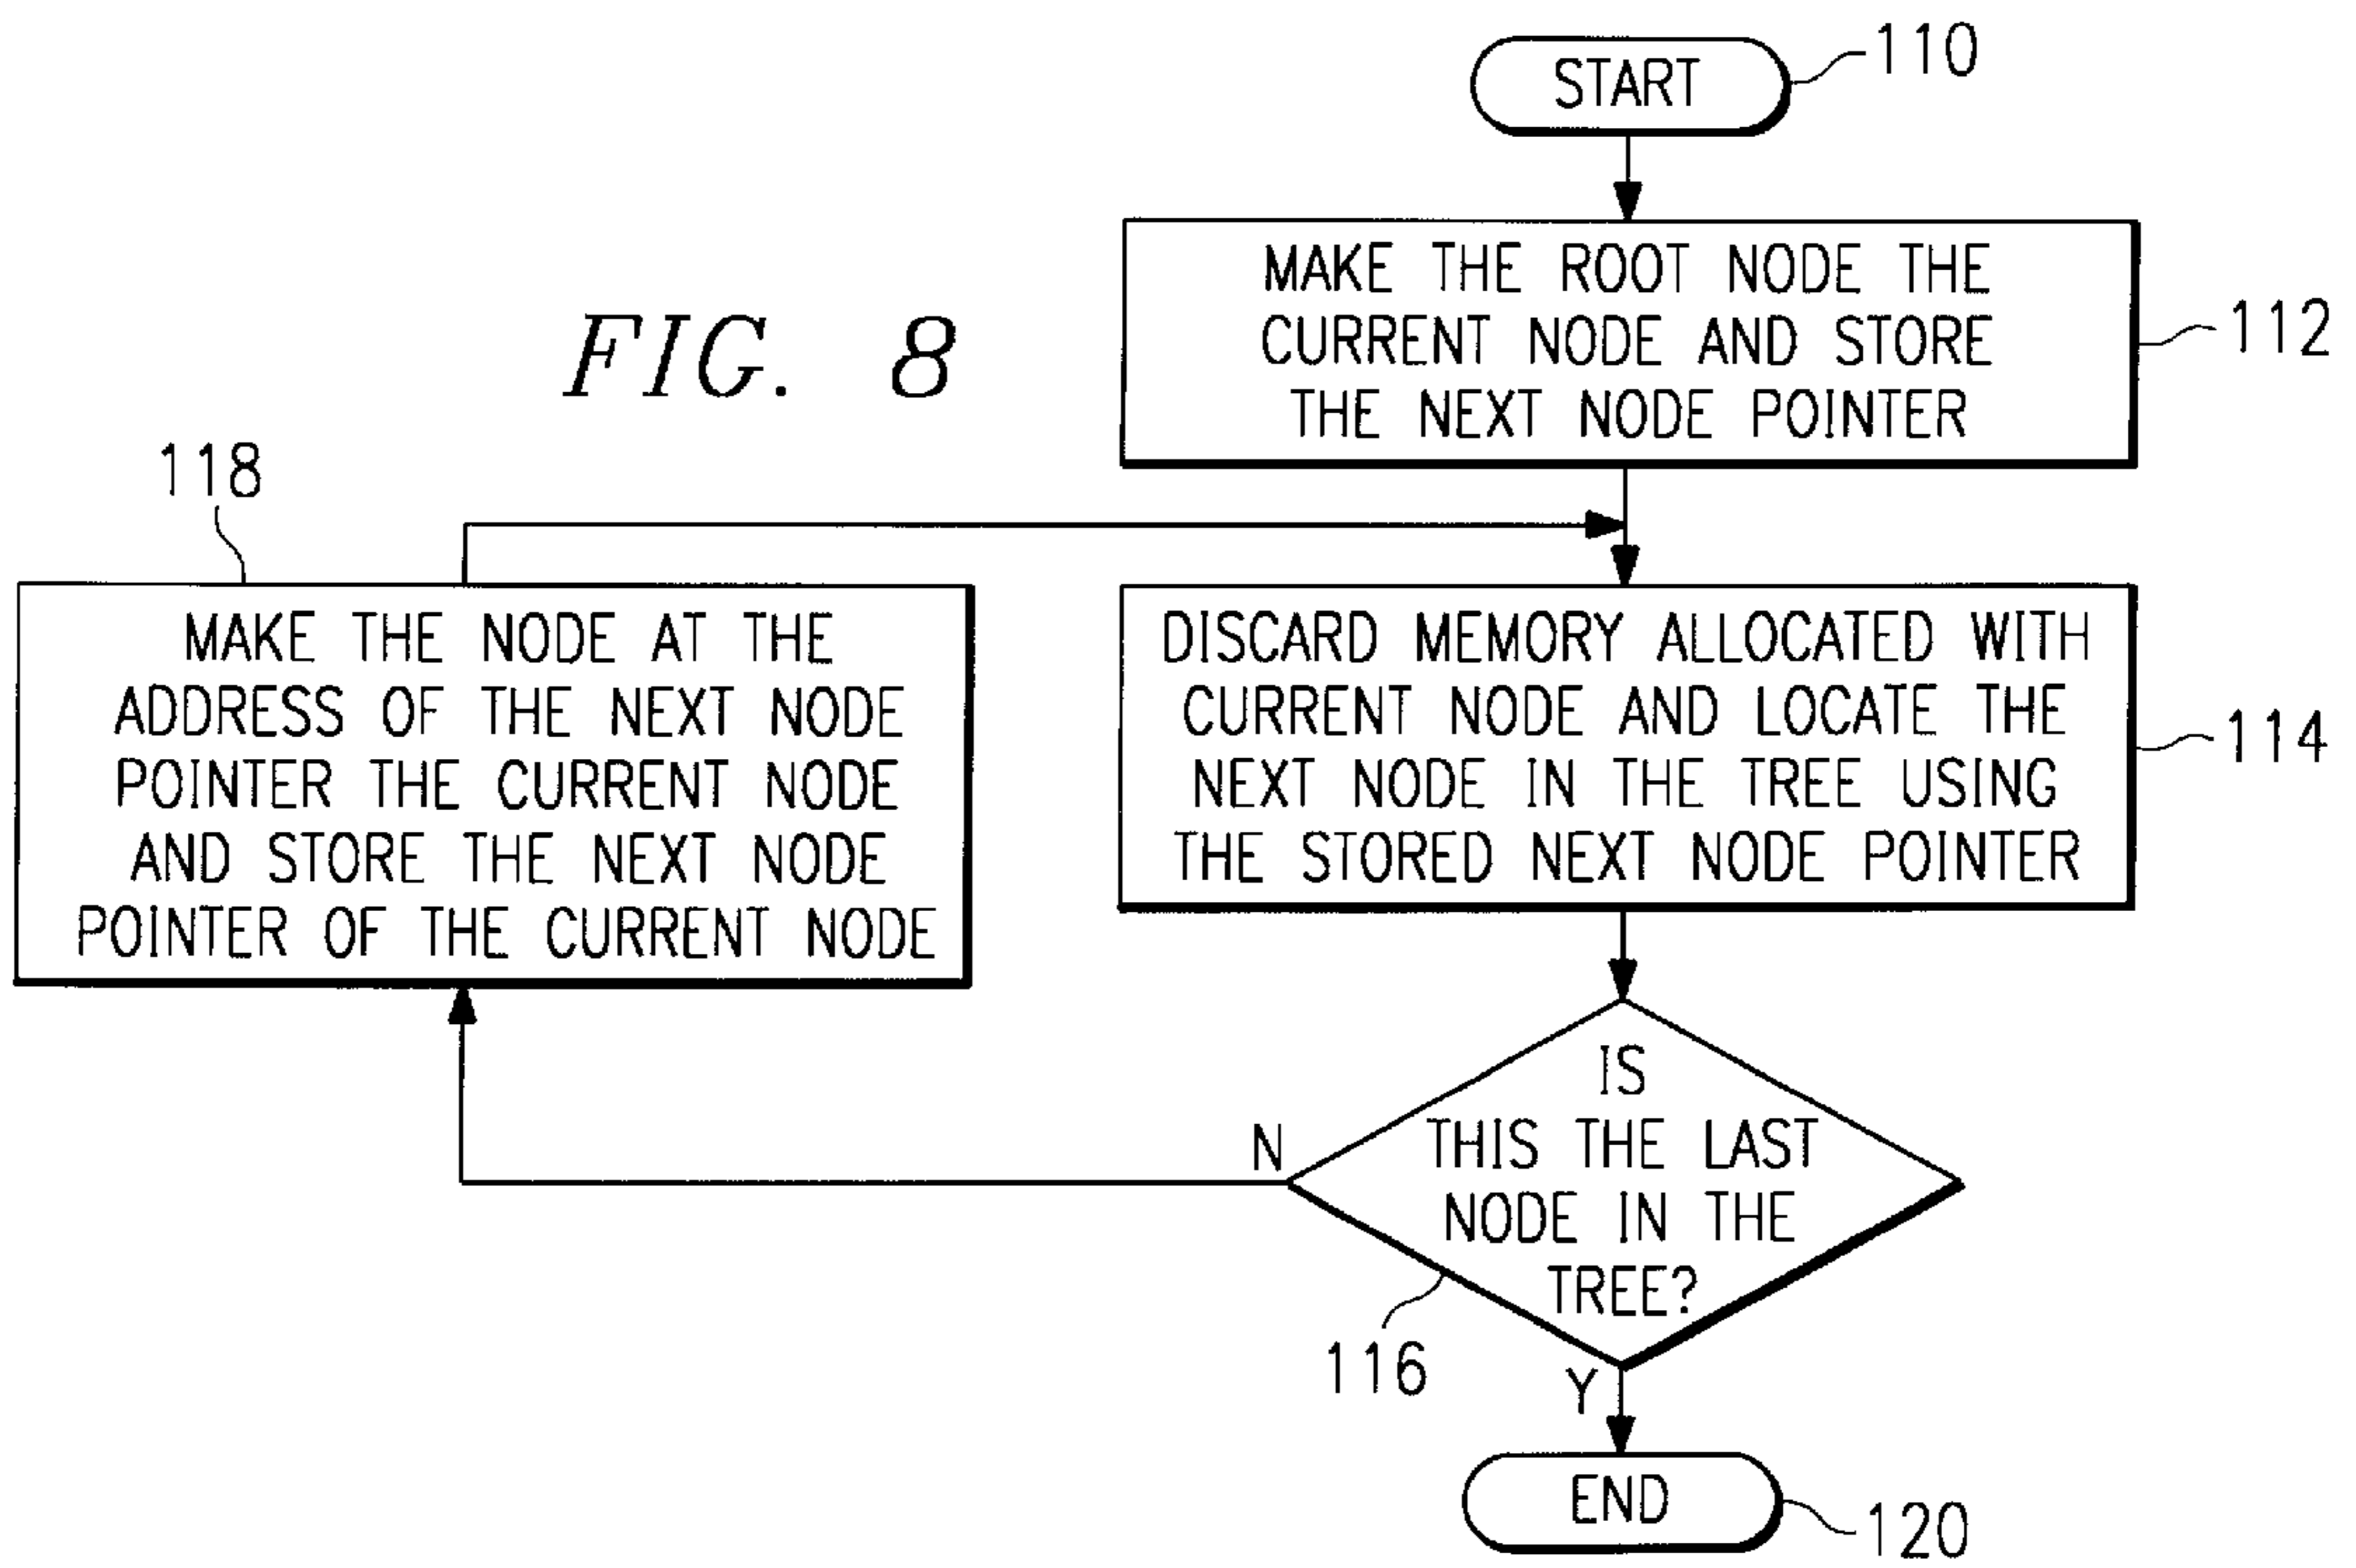 START
110
MAKE THE ROOT NODE THE
CURRENT NODE AND STORE
THE NEXT NODE POINTER
112
FIG. 8
118
MAKE THE NODE AT THE
ADDRESS OF THE NEXT NODE
POINTER THE CURRENT NODE
AND STORE THE NEXT NODE
POINTER OF THE CURRENT NODE
DISCARD MEMORY ALLOCATED WITH
CURRENT NODE AND LOCATE THE
NEXT NODE IN THE TREE USING
THE STORED NEXT NODE POINTER
114
IS
THIS THE LAST
NODE IN THE
TREE?
N
116
Y
END
120